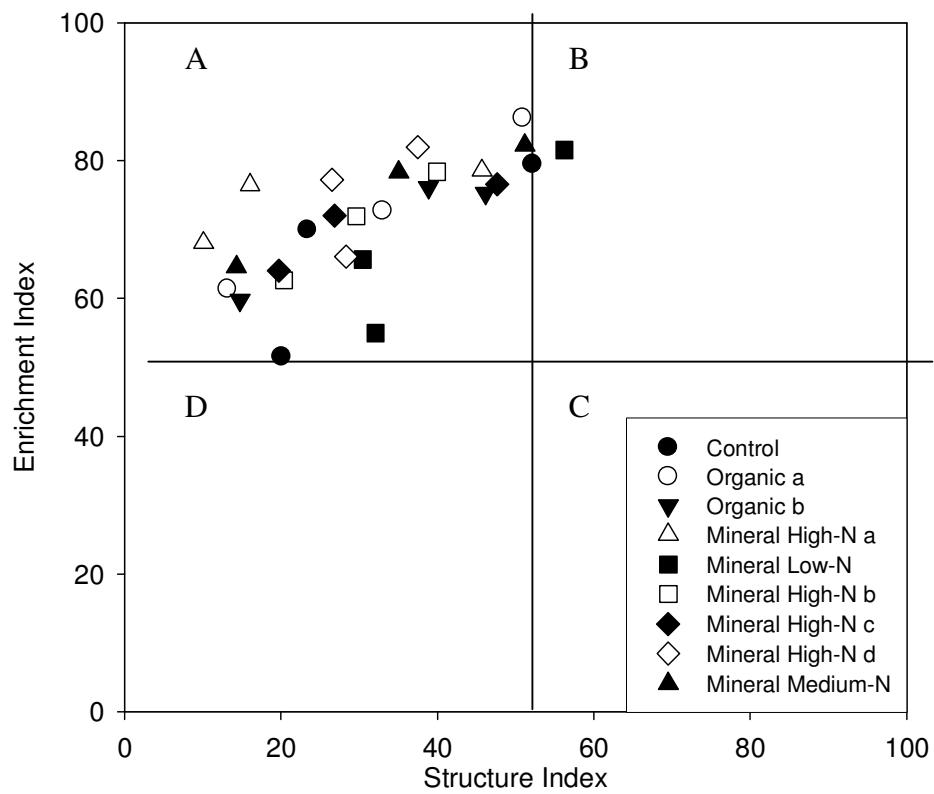 100
A
B
80
60
D
C
40
20
0
Enrichment Index
Control
Organic a
Organic b
Mineral High-N a
Mineral Low-N
Mineral High-N b
Mineral High-N c
Mineral High-N d
Mineral Medium-N
0 20 40 60 80 100
Structure Index